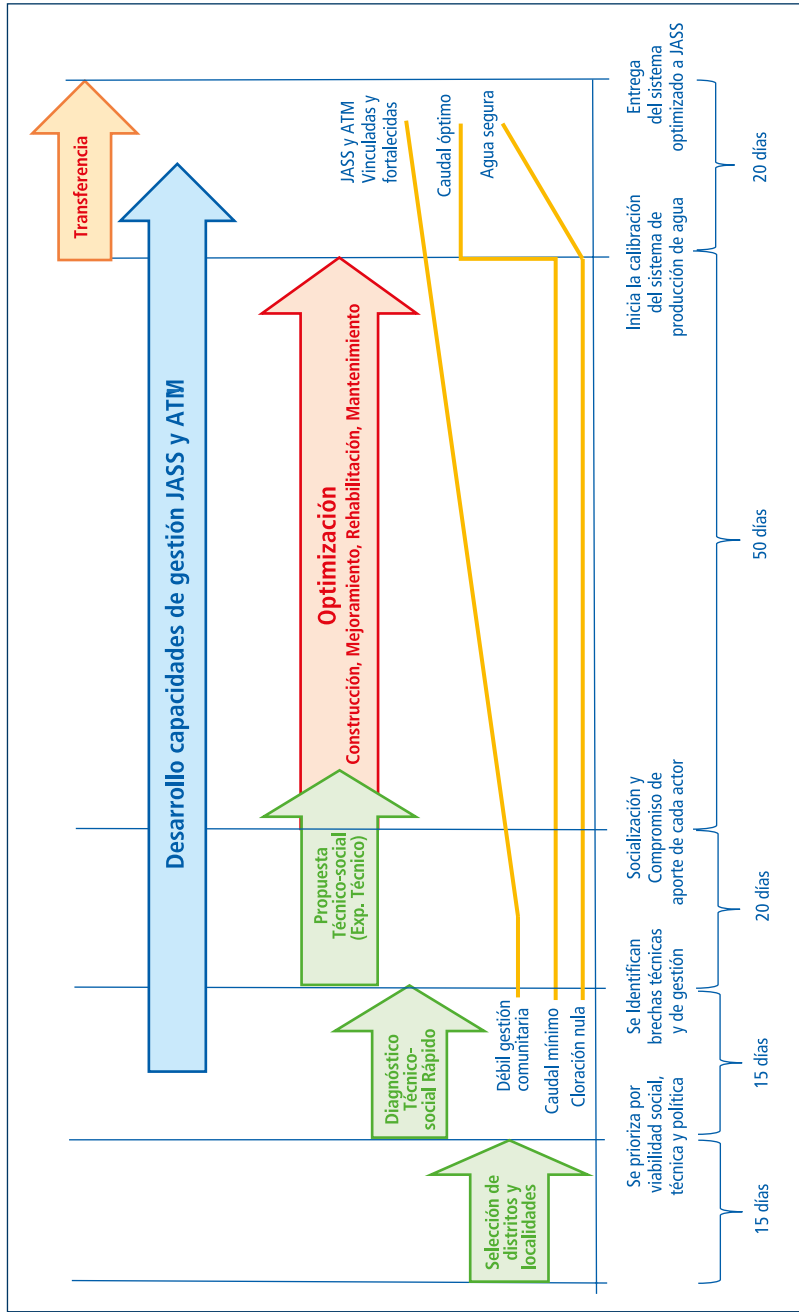 Transferencia
Desarrollo capacidades de gestión JASS y ATM
Optimización
Construcción, Mejoramiento, Rehabilitación, Mantenimiento
Propuesta
Técnico-social
(Exp. Técnico)
Diagnóstico
Técnico-
social Rápido
Selección de
distritos y
localidades
Débil gestión
comunitaria
Caudal mínimo
Cloración nula
JASS y ATM
Vinculadas y
fortalecidas
Caudal óptimo
Agua segura
Se prioriza por
viabilidad social,
técnica y política
Se Identifican
brechas técnicas
y de gestión
Socialización y
Compromiso de
aporte de cada actor
Inicia la calibración
del sistema de
producción de agua
Entrega
del sistema
optimizado a JASS
15 días
15 días
20 días
50 días
20 días